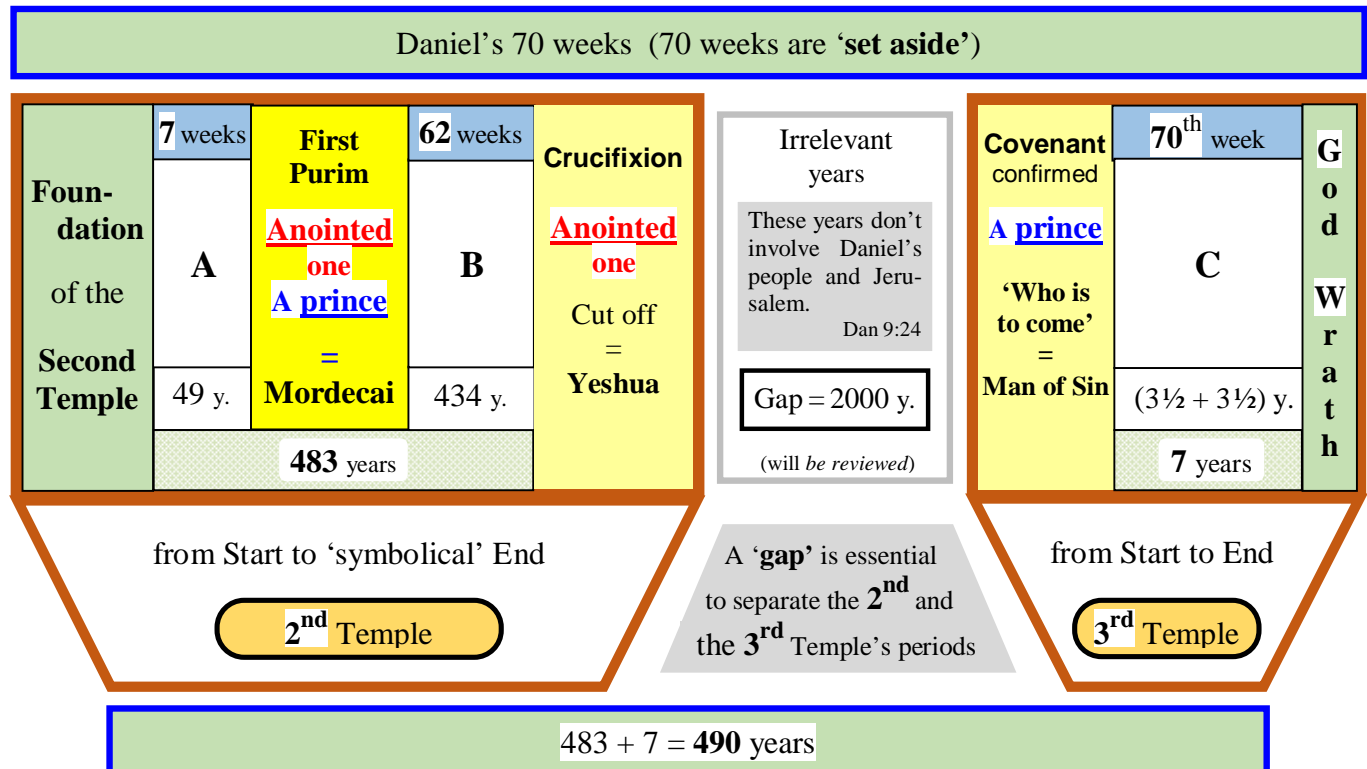 Daniel’s 70 weeks (70 weeks are ‘set aside’)
Foun-
dation
of the
Second
Temple
7 weeks
A
49 y.
First
Purim
Anointed
one
A prince
=
Mordecai
62 weeks
B
434 y.
483 years
Crucifixion
Anointed
one
Cut off
=
Yeshua
Irrelevant
years
These years don’t
involve Daniel’s
people and Jeru-
salem.
Dan 9:24
Gap = 2000 y.
(will be reviewed)
Covenant
confirmed
A prince
‘Who is
to come’
=
Man of Sin
70th week
C
(3½ + 3½) y.
7 years
G
o
d
W
r
a
t
h
from Start to ‘symbolical’ End
2nd Temple
A ‘gap’ is essential
to separate the 2nd and
the 3rd Temple’s periods
from Start to End
3rd Temple
483 + 7 = 490 years